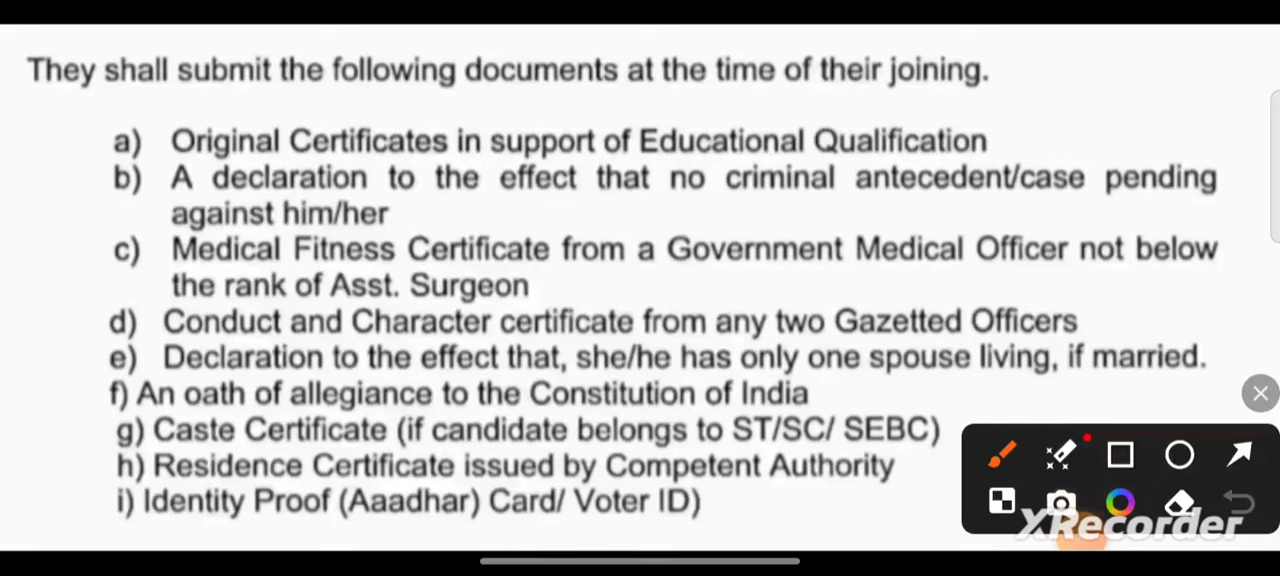 They shall submit the following documents at the time of their joining.
a) Original Certificates in support of Educational Qualification
b) A declaration to the effect that no criminal antecedent/case pending
against him/her
c) Medical Fitness Certificate from a Government Medical Officer not below
the rank of Asst. Surgeon
d) Conduct and Character certificate from any two Gazetted Officers
e) Declaration to the effect that, she/he has only one spouse living, if married.
f) An oath of allegiance to the Constitution of India
g) Caste Certificate (if candidate belongs to ST/SC/ SEBC)
h) Residence Certificate issued by Competent Authority
i) Identity Proof (Aaadhar) Card/ Voter ID)
XRecorder